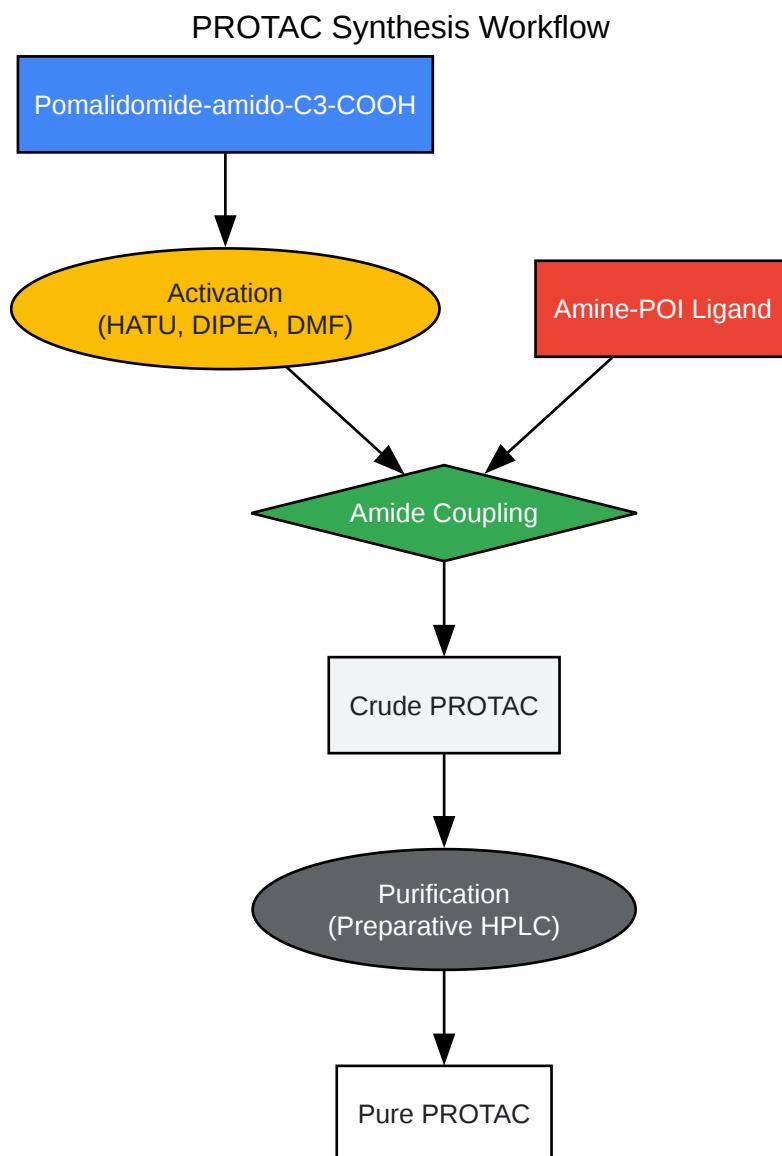 PROTAC Synthesis Workflow
Pomalidomide-amido-C3-COOH
Activation
(HATU, DIPEA, DMF)
Amine-POI Ligand
Amide Coupling
Crude PROTAC
Purification
(Preparative HPLC)
Pure PROTAC